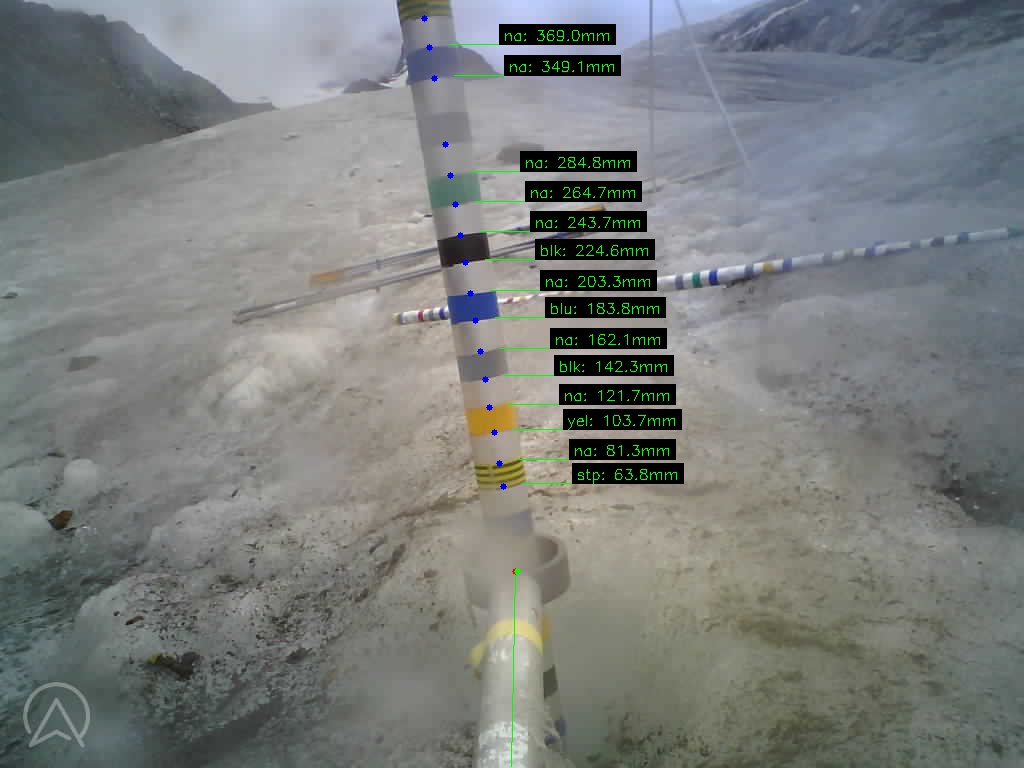 na: 369.0mm
na: 349.1mm
na: 284.8mm
na: 264.7mm
na: 243.7mm
blk: 224.6mm
na: 203.3mm
blu: 183.8mm
na: 162.1mm
blk: 142.3mm
na: 121.7mm
yel: 103.7mm
na: 81.3mm
stp: 63.8mm